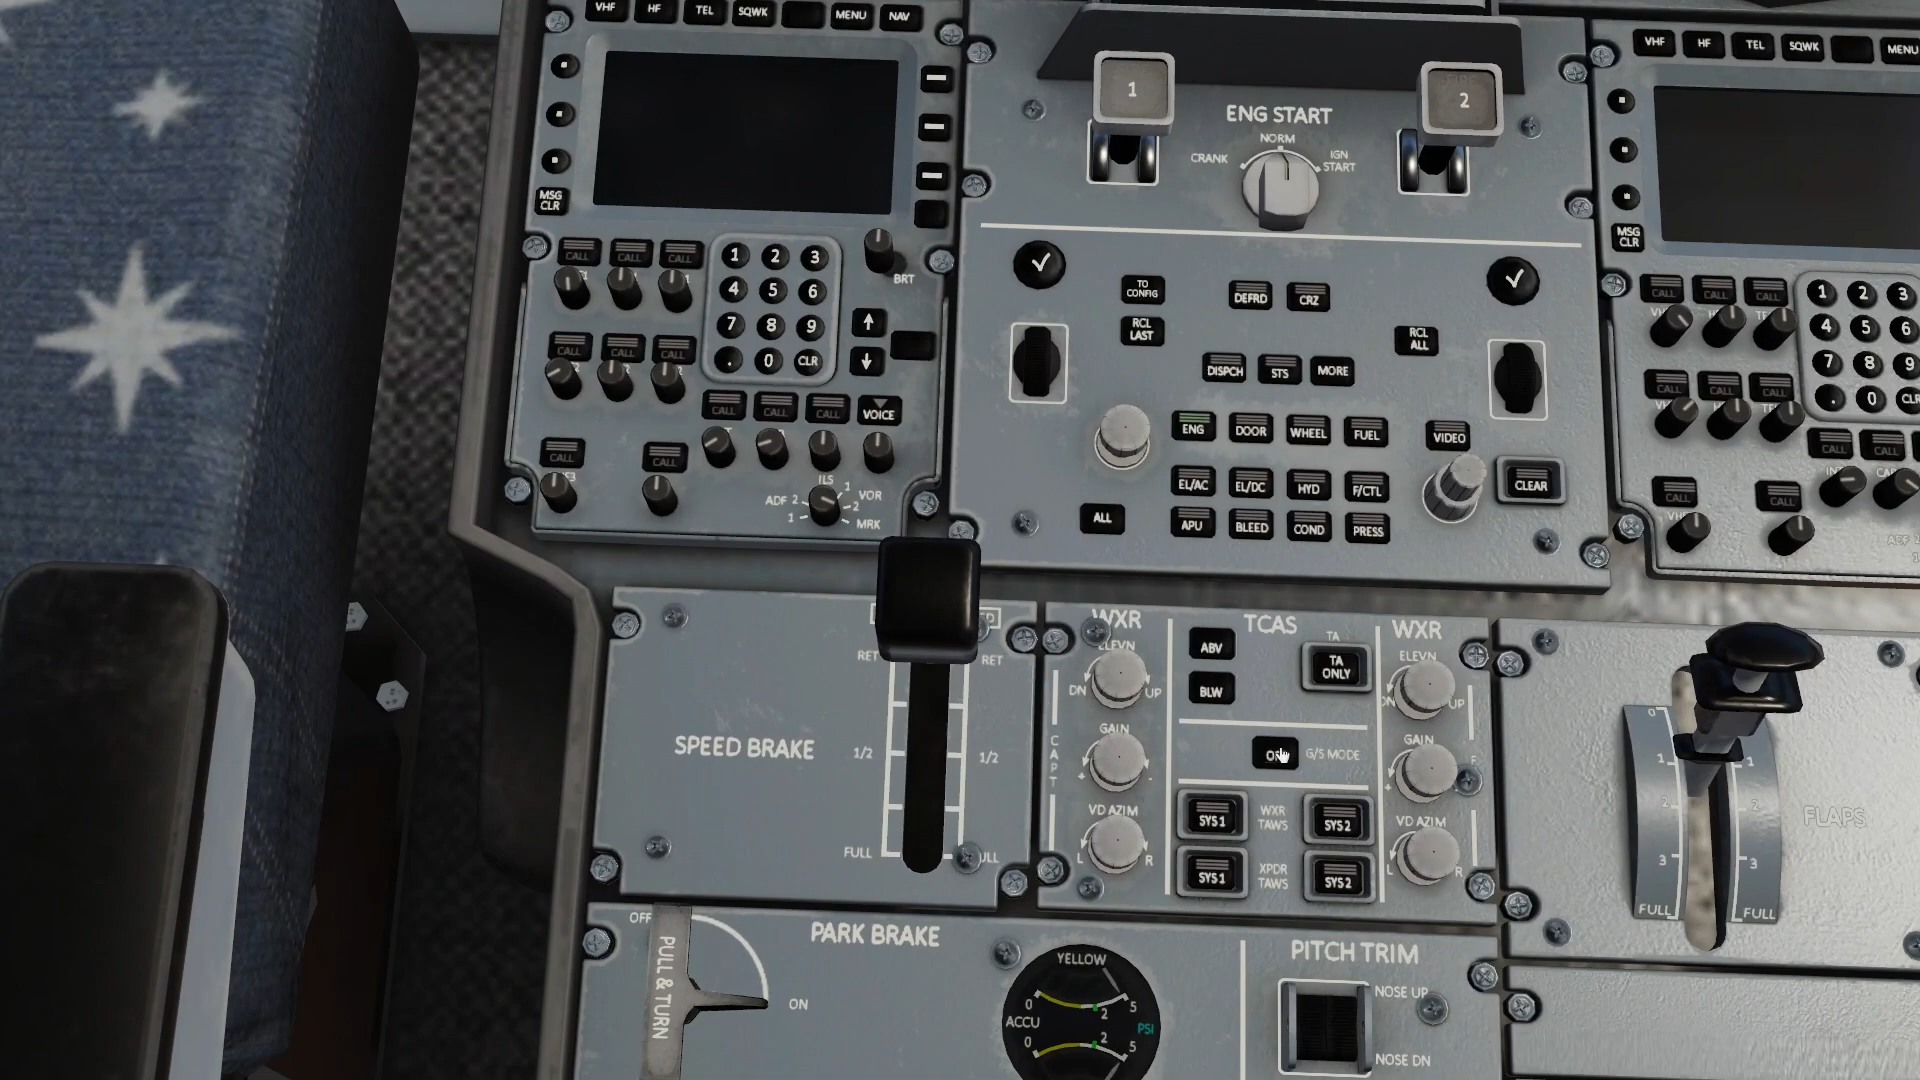 VHF HF TEL SQWK MENU NAV
MSG
CLR
CALL CALL CALL
1 2 3
4 5 6
7 8 9
. 0 CLR
BRT
CALL CALL CALL
CALL CALL CALL VOICE
CALL CALL
ILS
ADF 2 1 VOR
1 2 MRK
1
2
ENG START
NORM
CRANK
IGN
START
TO
CONFIG
DEFRD CRZ
RCL
LAST
RCL
ALL
DISPCH STS MORE
ENG DOOR WHEEL FUEL VIDEO
EL/AC EL/DC HYD F/CTL CLEAR
ALL APU BLEED COND PRESS
VHF HF TEL SQWK MENU
MSG
CLR
CALL CALL CALL
1 2 3
4 5 6
7 8 9
. 0
CALL CALL CALL
CALL CALL
CALL CALL
SPEED BRAKE
RET RET
1/2 1/2
FULL
WXR TCAS WXR
ELEVN
DN UP
GAIN
+ -
VD AZIM
L R
CAPT
ABV
BLW
TA
TA
ONLY
G/S MODE
SYS 1 WXR
TAWS SYS 2
SYS 1 XPDR
TAWS SYS 2
ELEVN
UP
GAIN
VD AZIM
L R
0
1 1
2 2
3 3
FULL FULL
FLAPS
PARK BRAKE
OFF
PULL & TURN
ON
YELLOW
0 5
2
ACCU PSI
0 2 5
PITCH TRIM
NOSE UP
NOSE DN